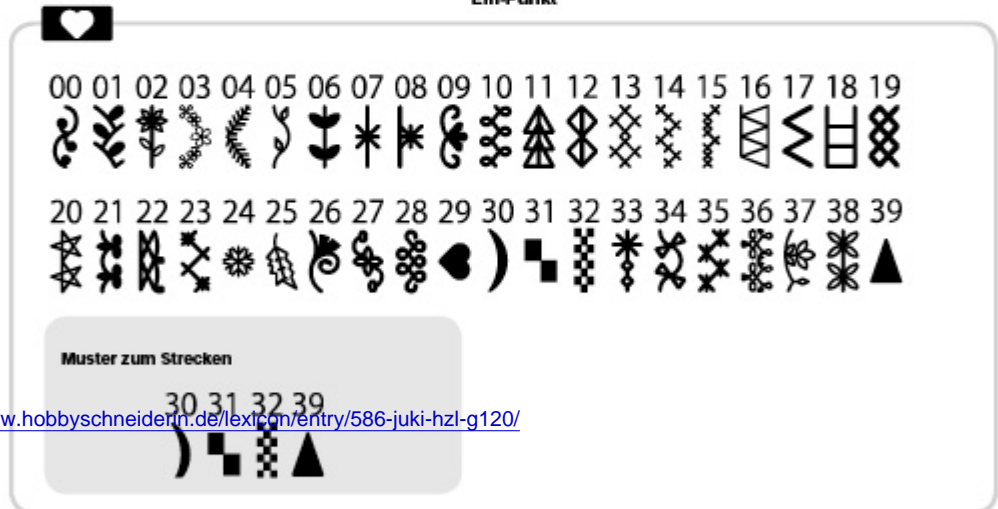 Ein-Punkt
00 01 02 03 04 05 06 07 08 09 10 11 12 13 14 15 16 17 18 19
20 21 22 23 24 25 26 27 28 29 30 31 32 33 34 35 36 37 38 39
Muster zum Strecken
30 31 32 39
w.hobbyschneiderin.de/lexicon/entry/586-juki-hzl-g120/